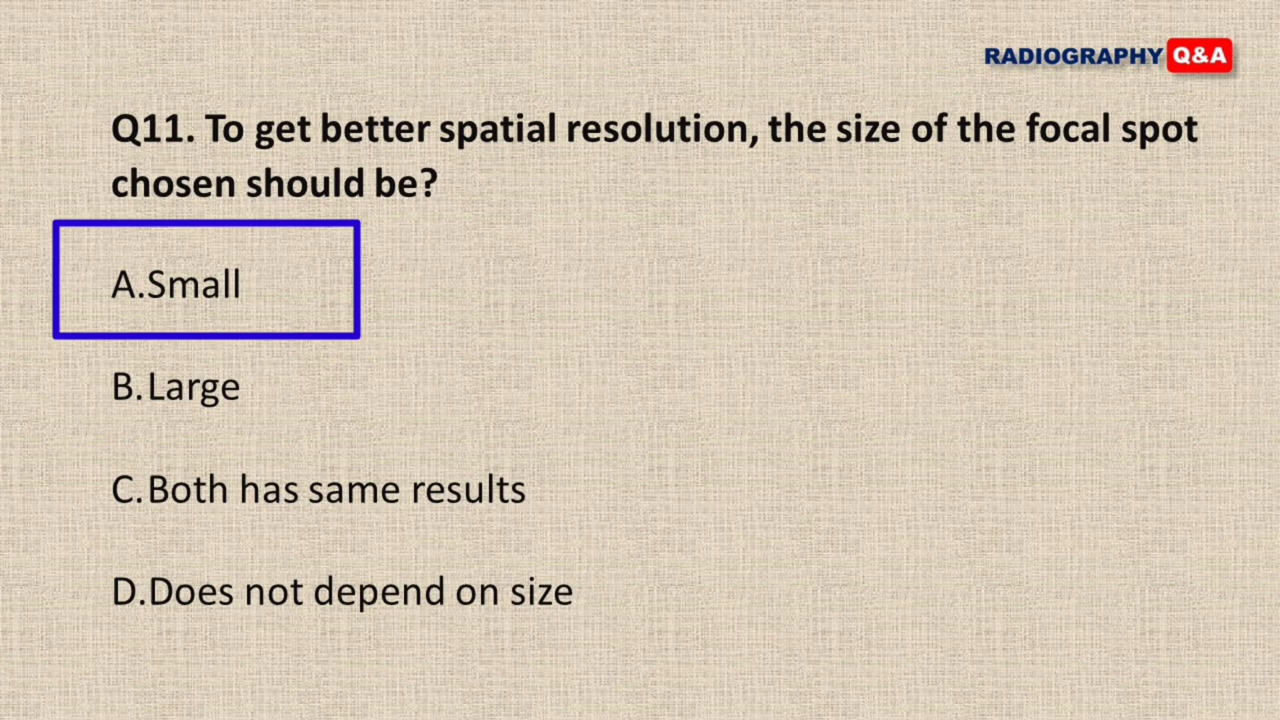 RADIOGRAPHY Q&A
Q11. To get better spatial resolution, the size of the focal spot
chosen should be?
A.Small
B.Large
C.Both has same results
D.Does not depend on size